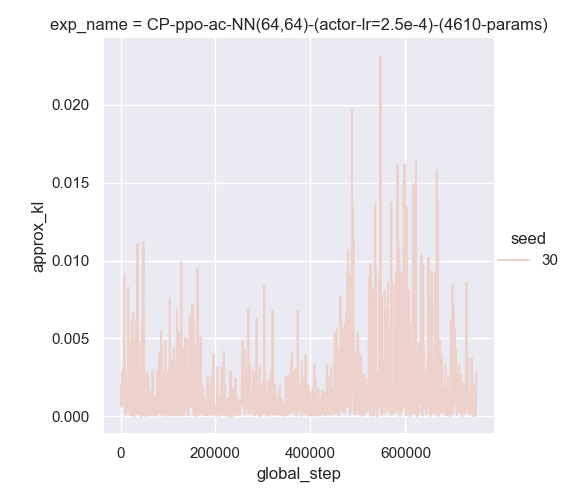 exp_name = CP-ppo-ac-NN(64,64)-(actor-lr=2.5e-4)-(4610-params)
0.020
0.015
0.010
0.005
0.000
approx_kl
0
200000
400000
600000
global_step
seed
30